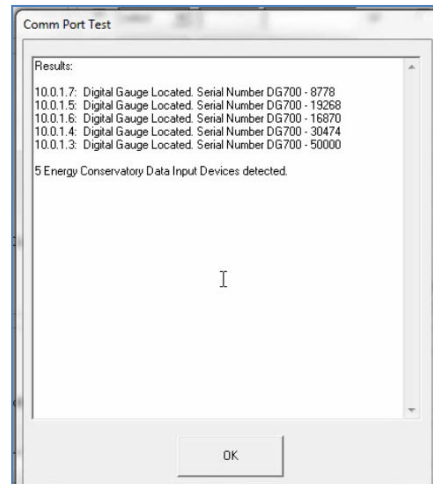 Comm Port Test
Results:
10.0.1.7: Digital Gauge Located. Serial Number DG700 - 8778
10.0.1.5: Digital Gauge Located. Serial Number DG700 - 19268
10.0.1.6: Digital Gauge Located. Serial Number DG700 - 16870
10.0.1.4: Digital Gauge Located. Serial Number DG700 - 30474
10.0.1.3: Digital Gauge Located. Serial Number DG700 - 50000
5 Energy Conservatory Data Input Devices detected.
OK